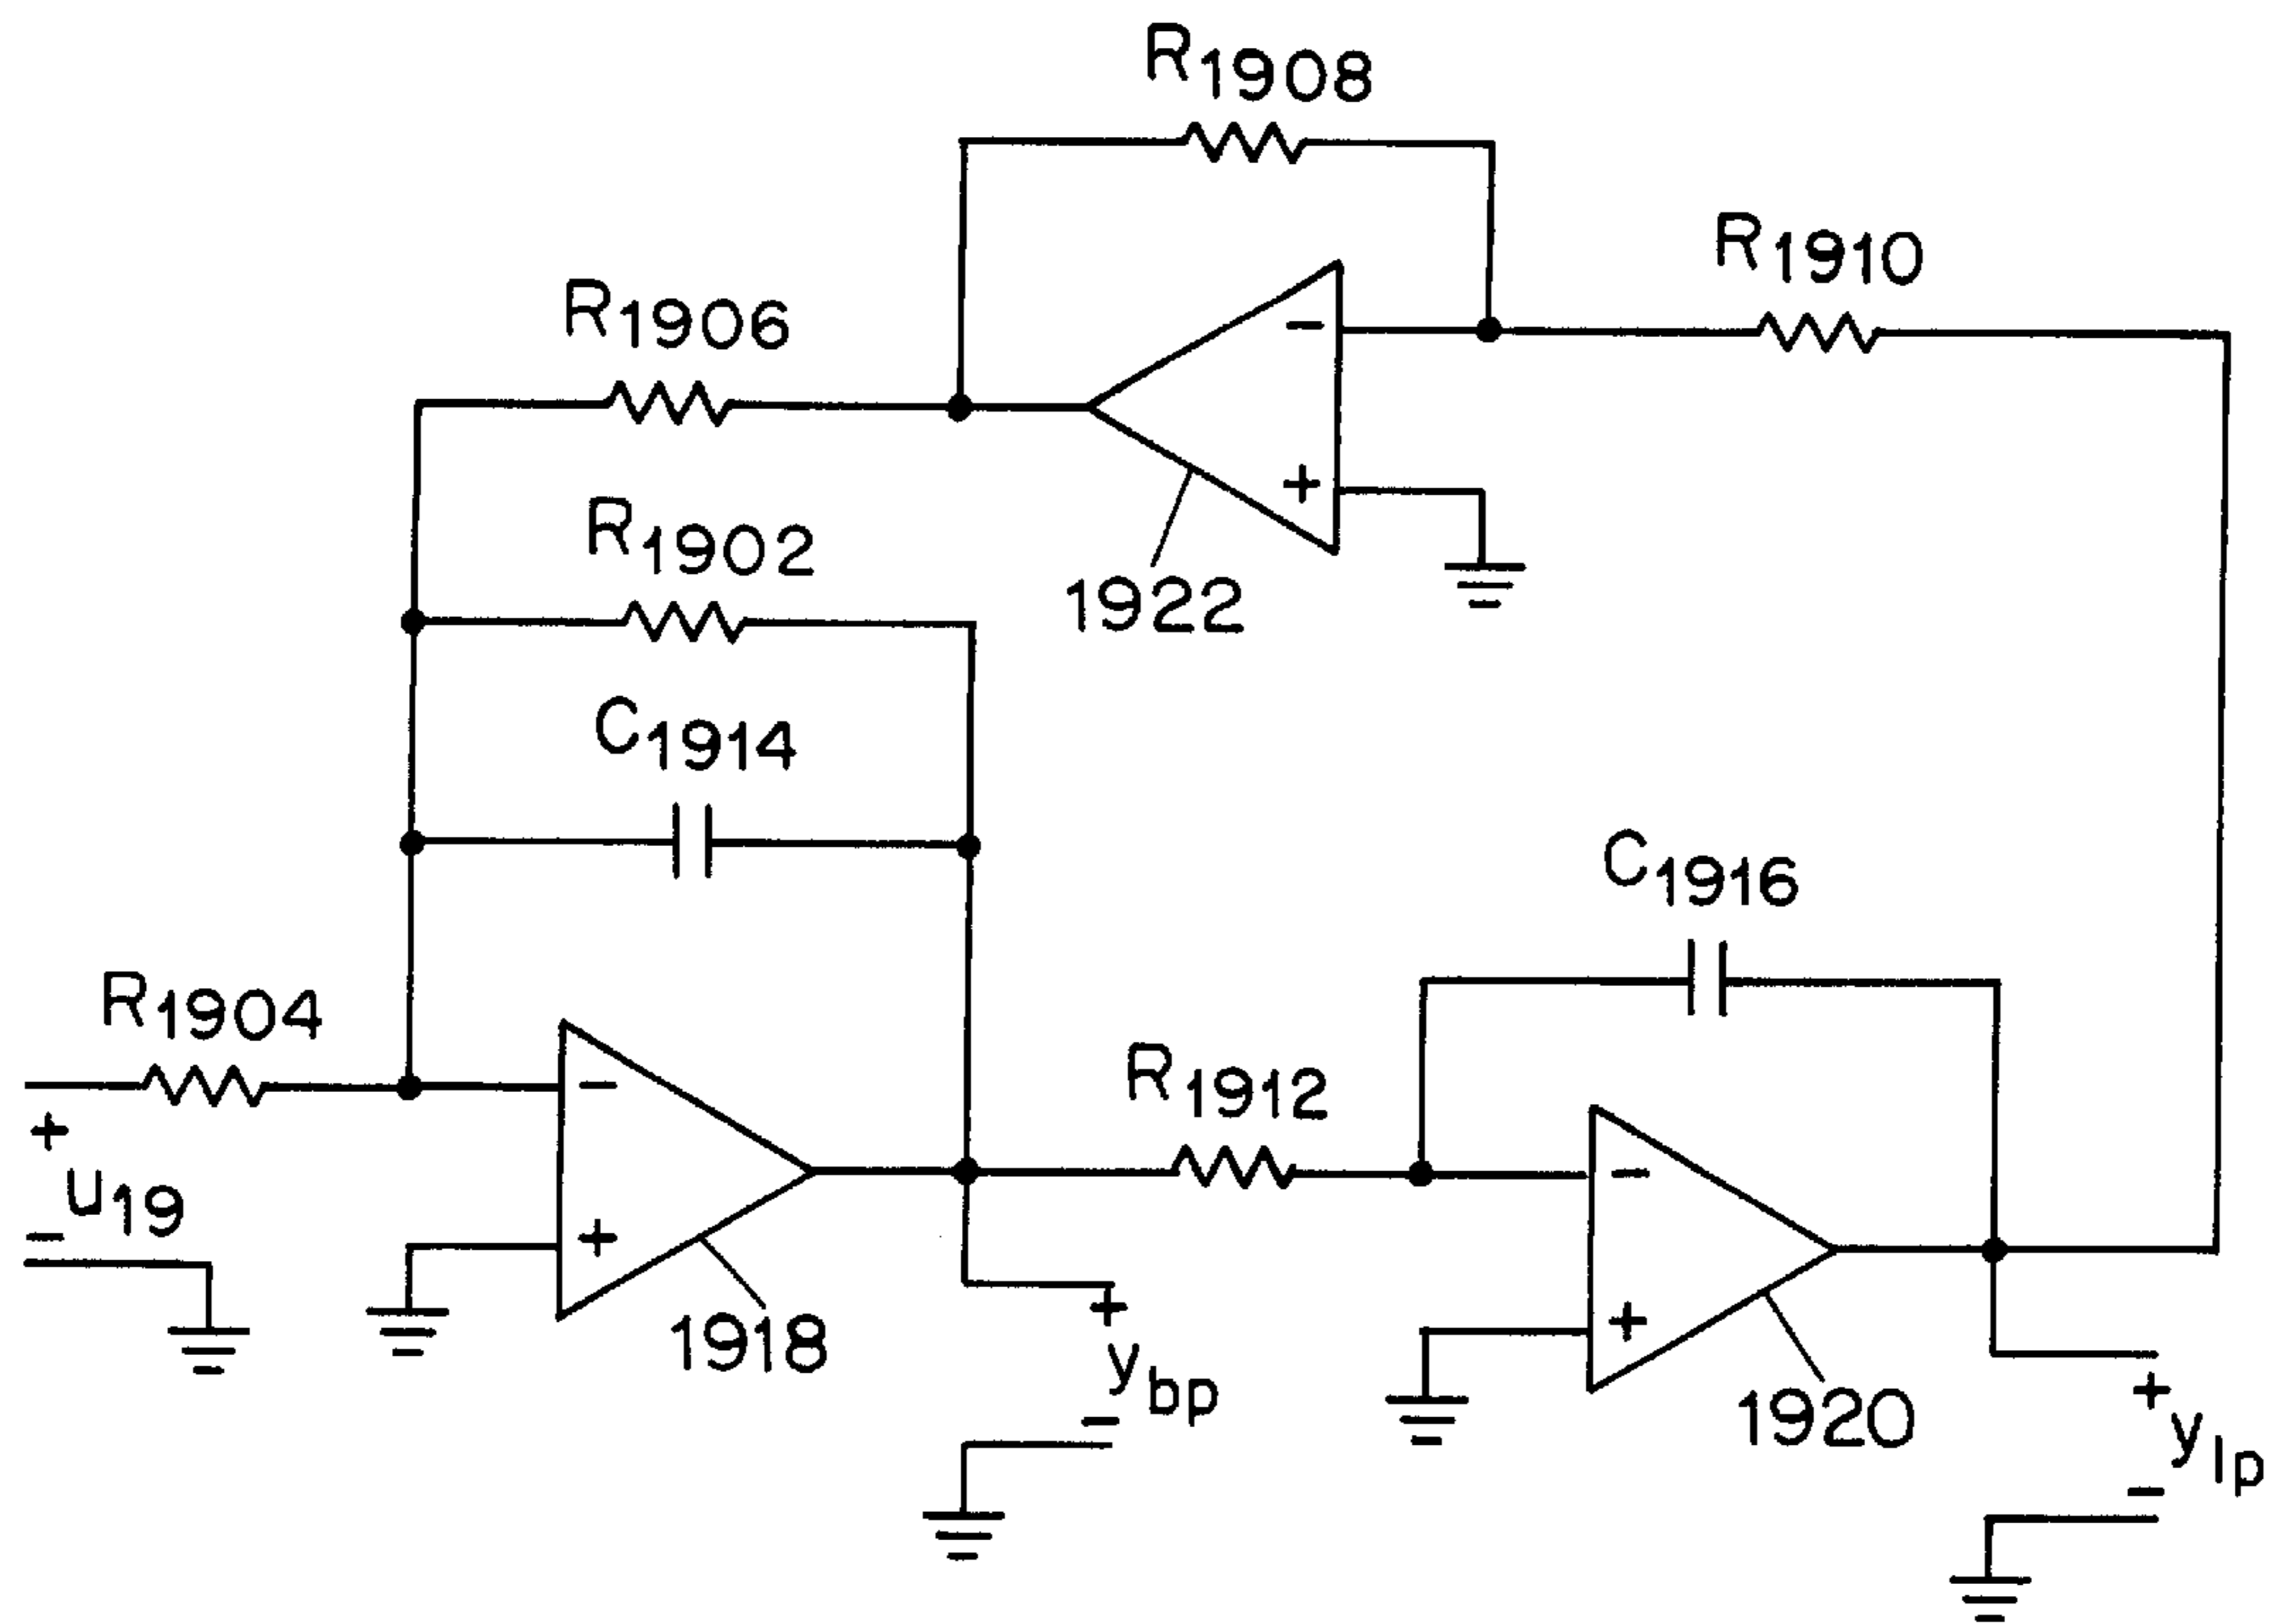 R1908
R1910
R1906
-
+
R1902
1922
C1914
C1916
R1904
R1912
-
-
+
u19
-
+
+
1918
+
ybp
-
1920
+
ylp
-